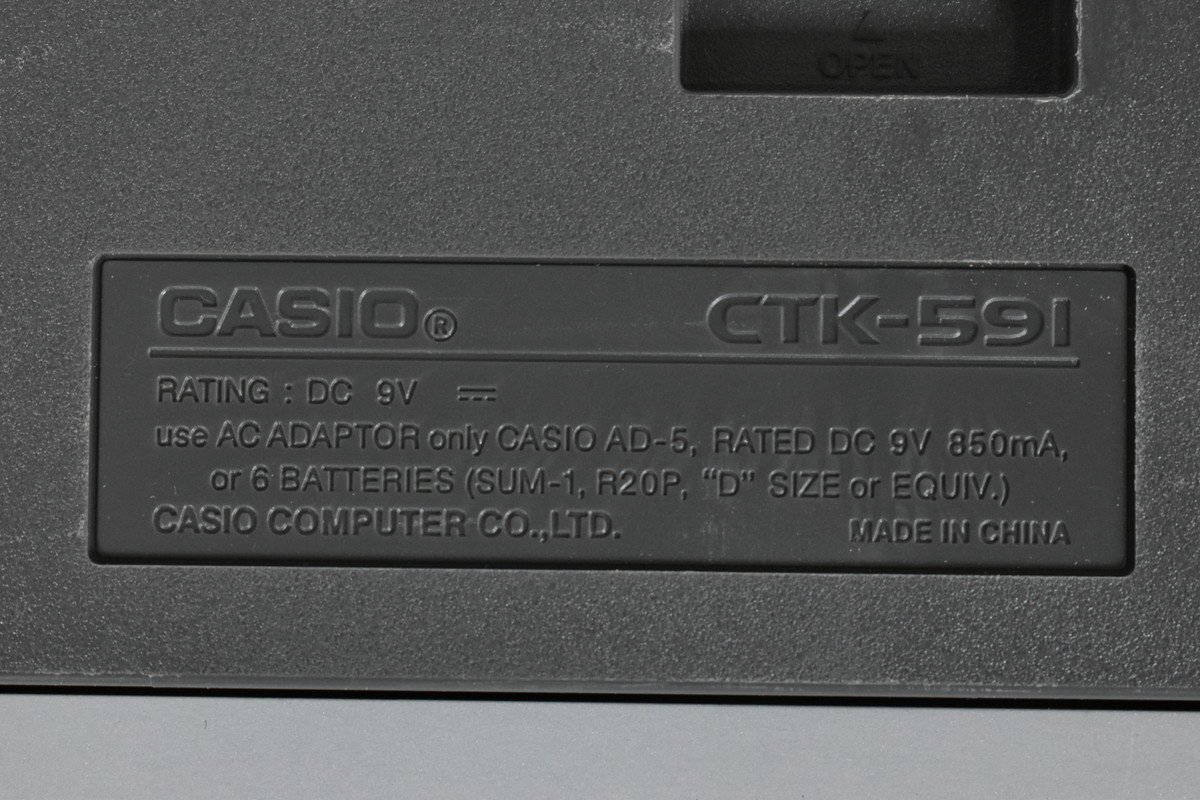 OPEN
CASIO® CTK-591
RATING : DC 9V ⎓
use AC ADAPTOR only CASIO AD-5, RATED DC 9V 850mA,
or 6 BATTERIES (SUM-1, R20P, “D” SIZE or EQUIV.)
CASIO COMPUTER CO.,LTD. MADE IN CHINA